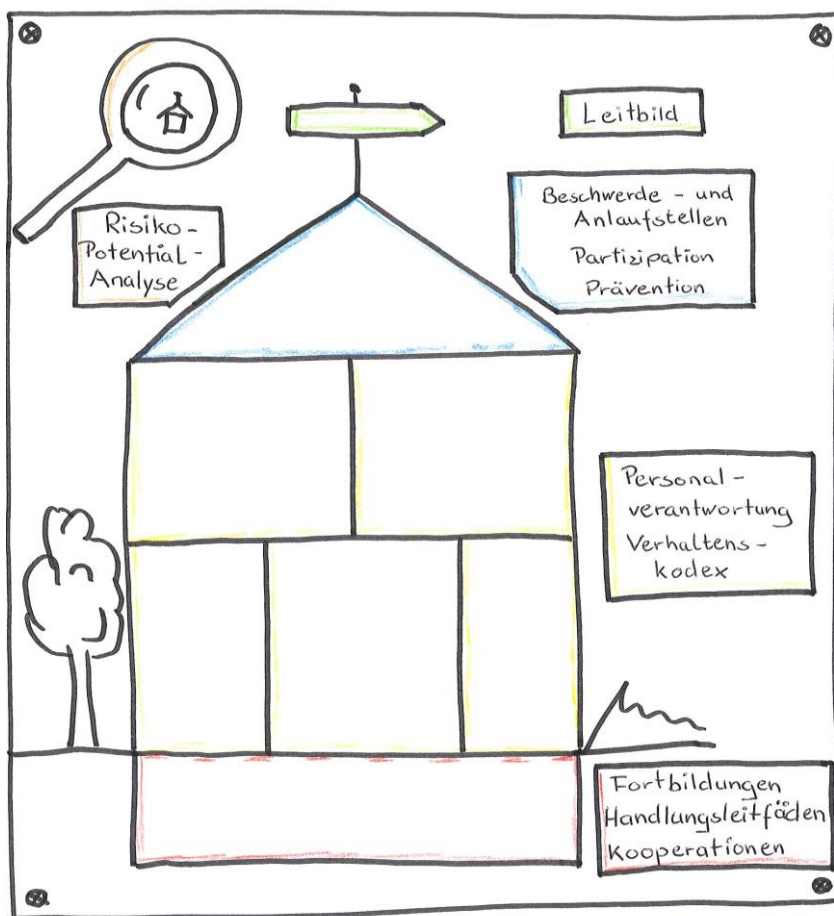 Leitbild
Beschwerde - und
Anlaufstellen
Partizipation
Prävention
Risiko -
Potential -
Analyse
Personal -
verantwortung
Verhaltens -
kodex
Fortbildungen
Handlungsleitfäden
Kooperationen